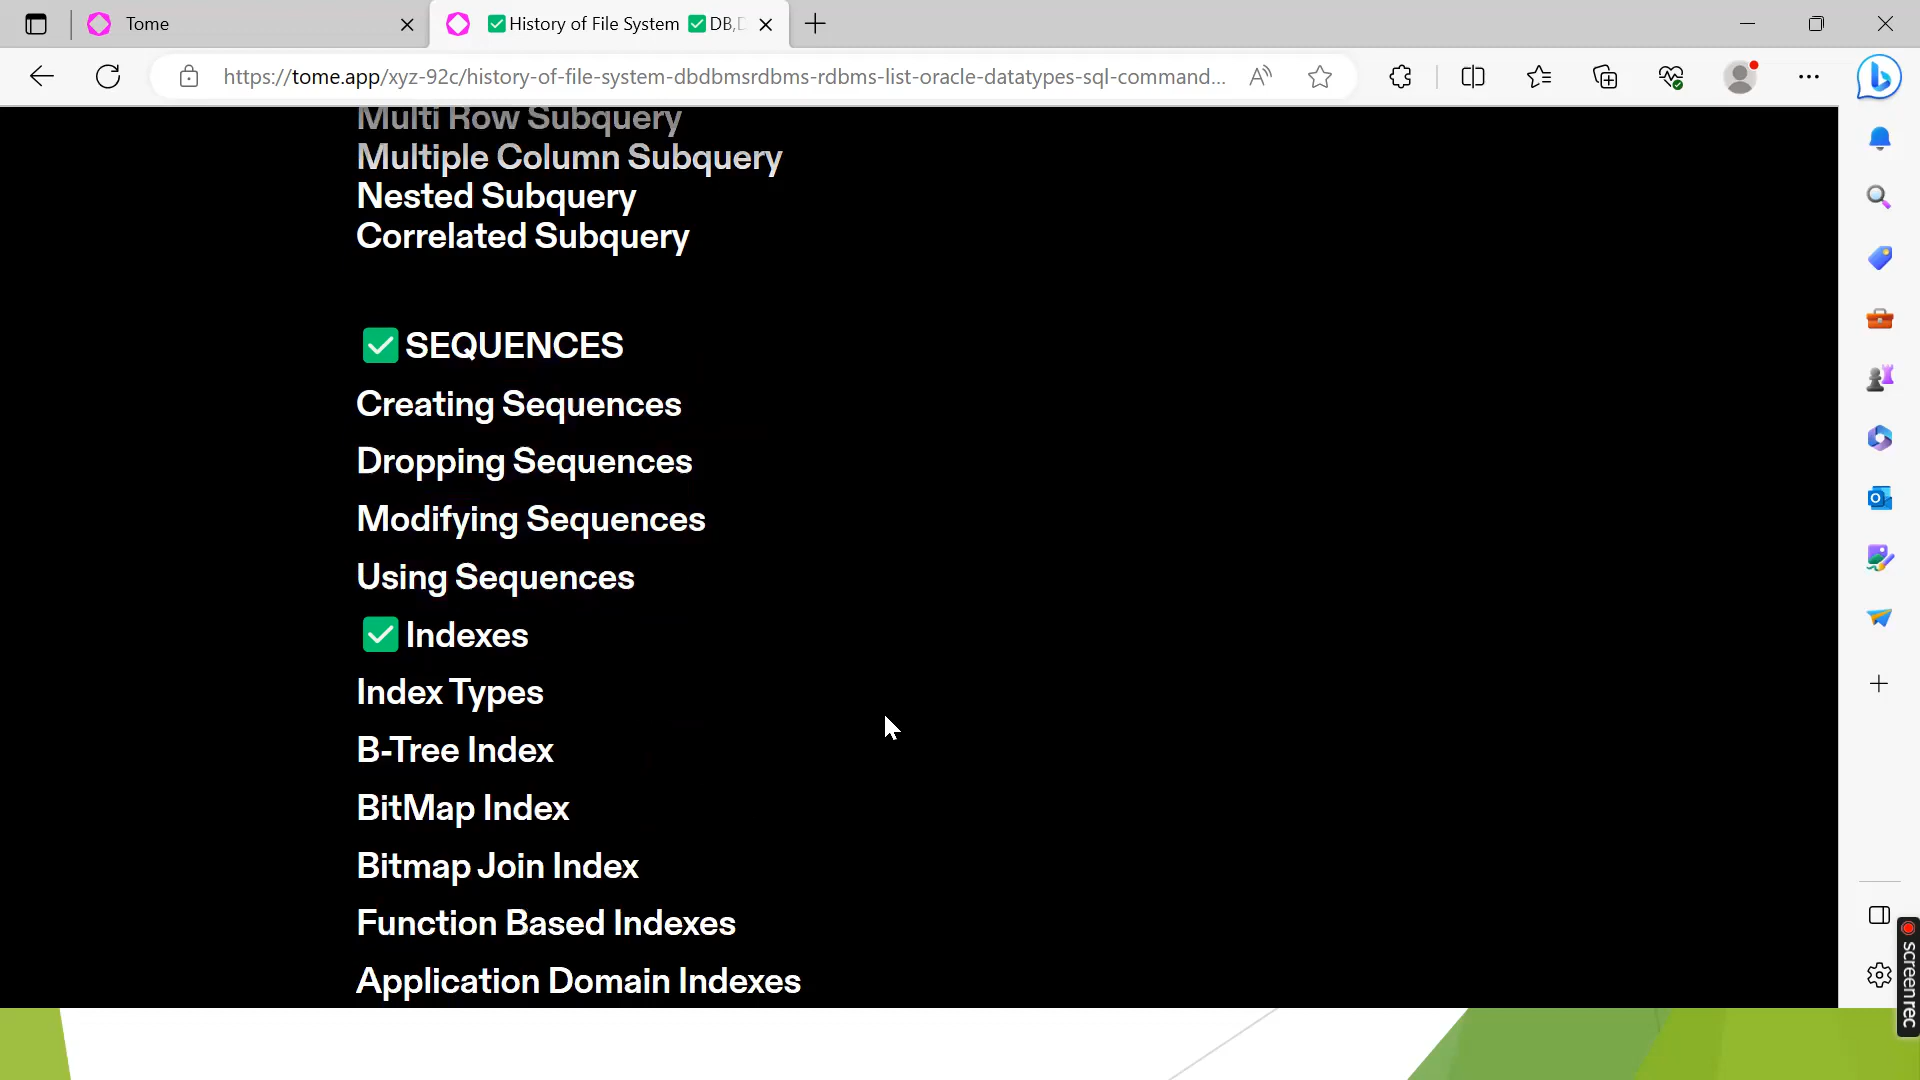 Tome
✅History of File System ✅DB,D
https://tome.app/xyz-92c/history-of-file-system-dbdbmsrdbms-rdbms-list-oracle-datatypes-sql-command...
Multi Row Subquery
Multiple Column Subquery
Nested Subquery
Correlated Subquery
✅SEQUENCES
Creating Sequences
Dropping Sequences
Modifying Sequences
Using Sequences
✅Indexes
Index Types
B-Tree Index
BitMap Index
Bitmap Join Index
Function Based Indexes
Application Domain Indexes
screenrec